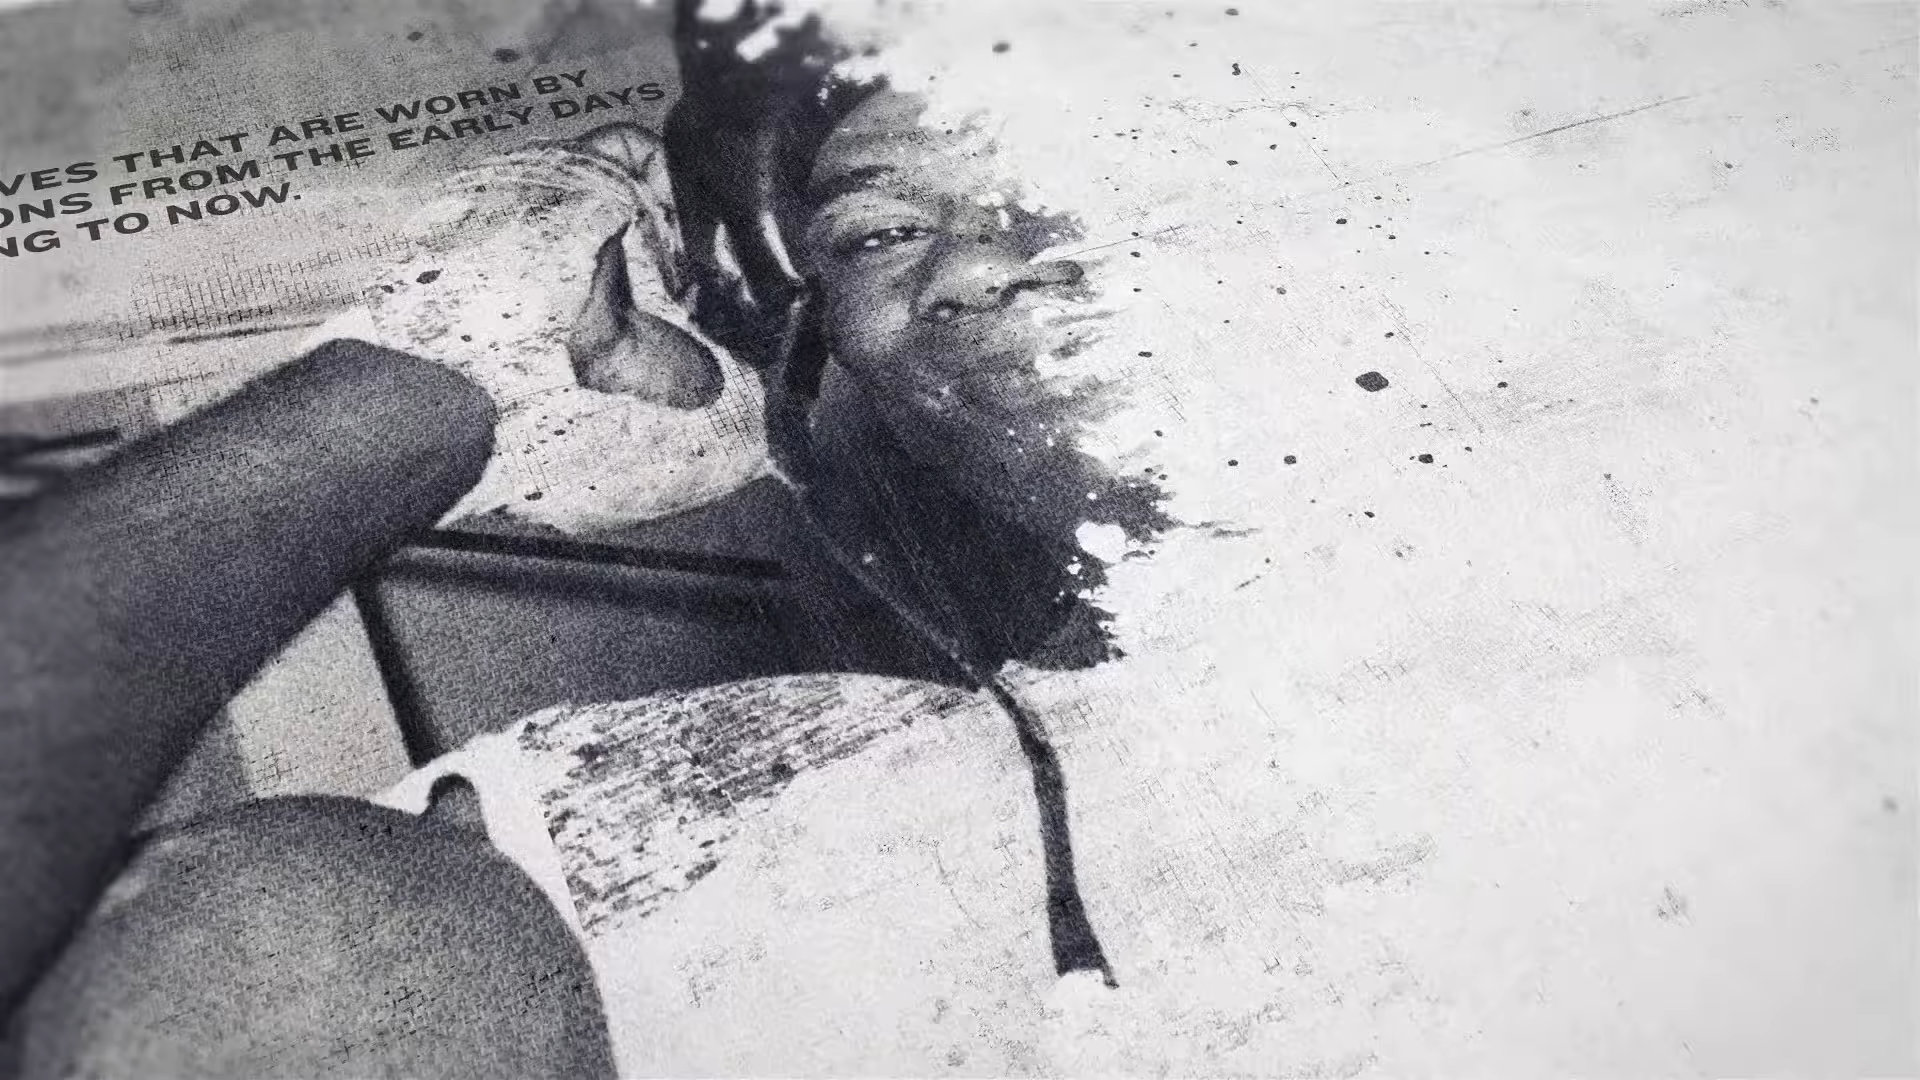 VES THAT ARE WORN BY
ONS FROM THE EARLY DAYS
NG TO NOW.